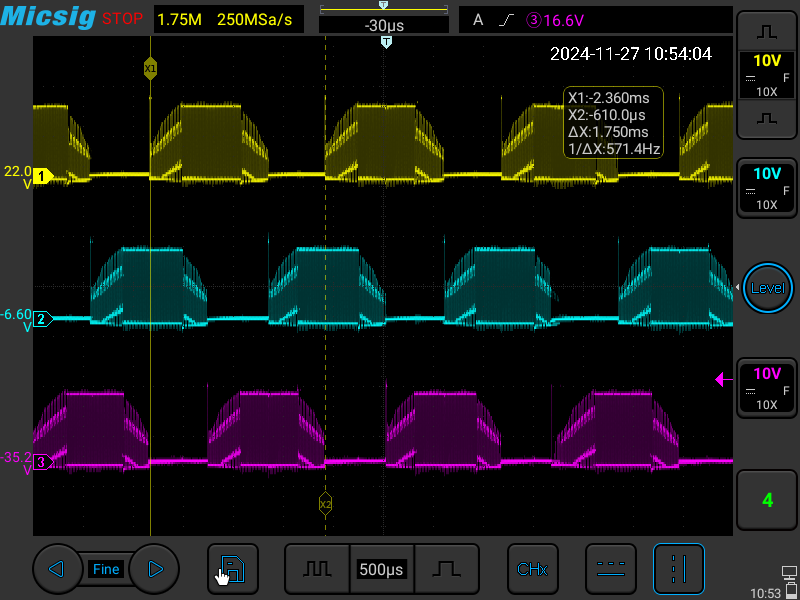 Micsig STOP 1.75M 250MSa/s -30µs A ③16.6V
T
T
2024-11-27 10:54:04
X1
X1:-2.360ms
X2:-610.0µs
ΔX:1.750ms
1/ΔX:571.4Hz
10V
F
10X
22.0
V
1
10V
F
10X
-6.60
V
2
Level
10V
F
10X
-35.2
V
3
X2
4
Fine
500µs
CHx
10:53